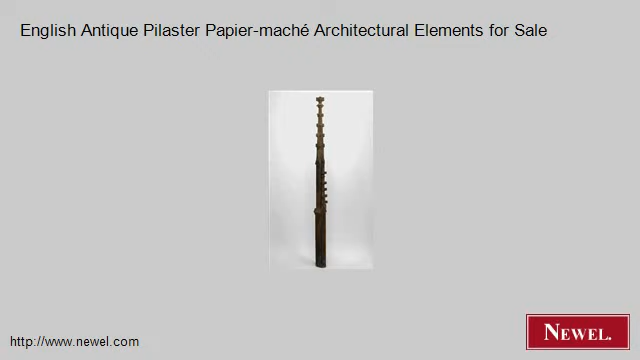 English Antique Pilaster Papier-maché Architectural Elements for Sale
NEWEL.
http://www.newel.com